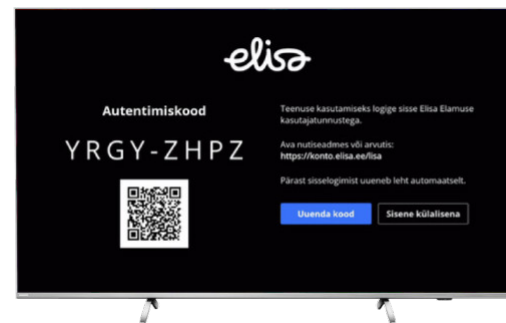 elisa
Autentimiskood
YRGY-ZHPZ
Teenuse kasutamiseks logige sisse Elisa Elamuse
kasutajatunnustega.
Ava nutiseadmes või arvutis:
https://konto.elisa.ee/lisa
Pärast sisselogimist uueneb leht automaatselt.
Uuenda kood
Sisene külalisena